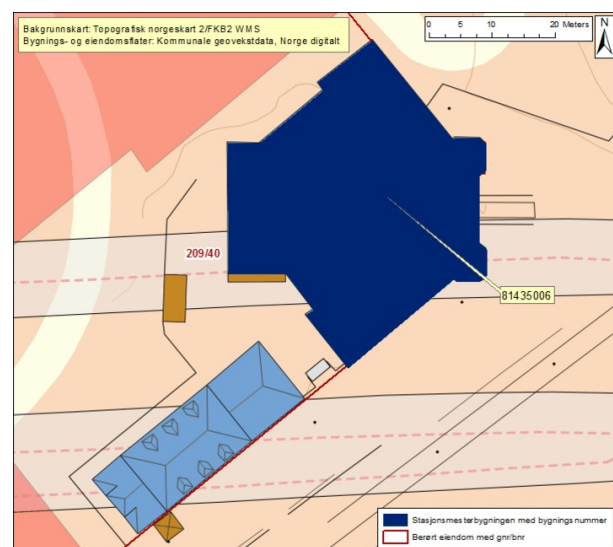 Bakgrunnskart: Topografisk norgeskart 2/FKB2 WMS
Bygnings- og eiendomsflater: Kommunale geovekstdata, Norge digitalt
0 5 10 20 Meters
N
209/40
81435006
Stasjonsmesterbygningen med bygningsnummer
Berørt eiendom med gnr/bnr